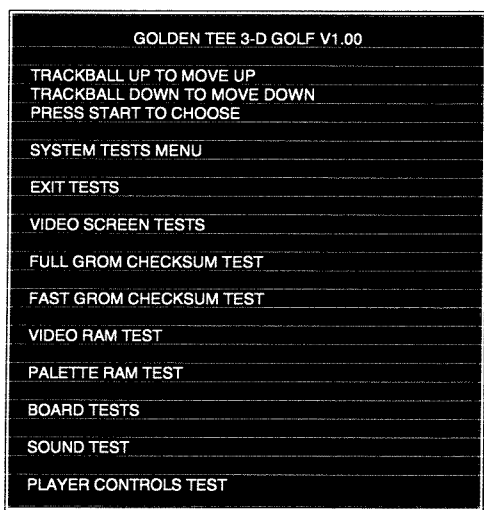 GOLDEN TEE 3-D GOLF V1.00
TRACKBALL UP TO MOVE UP
TRACKBALL DOWN TO MOVE DOWN
PRESS START TO CHOOSE
SYSTEM TESTS MENU
EXIT TESTS
VIDEO SCREEN TESTS
FULL GROM CHECKSUM TEST
FAST GROM CHECKSUM TEST
VIDEO RAM TEST
PALETTE RAM TEST
BOARD TESTS
SOUND TEST
PLAYER CONTROLS TEST